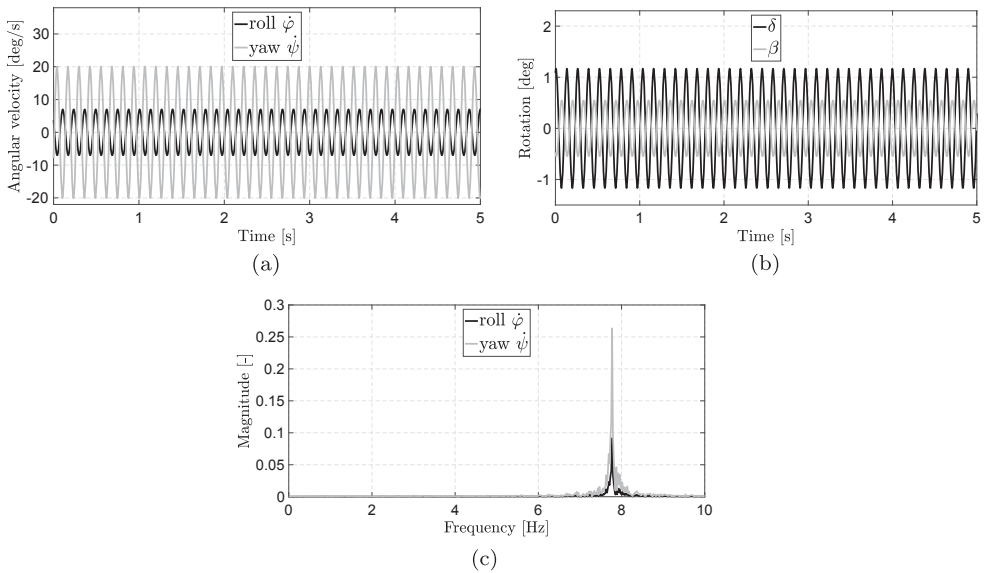 Angular velocity [deg/s]
30
20
10
0
-10
-20
roll φ̇
yaw ψ̇
0 1 2 3 4 5
Time [s]
(a)
Rotation [deg]
2
1
0
-1
δ
β
0 1 2 3 4 5
Time [s]
(b)
Magnitude [-]
0.3
0.25
0.2
0.15
0.1
0.05
0
roll φ̇
yaw ψ̇
0 2 4 6 8 10
Frequency [Hz]
(c)